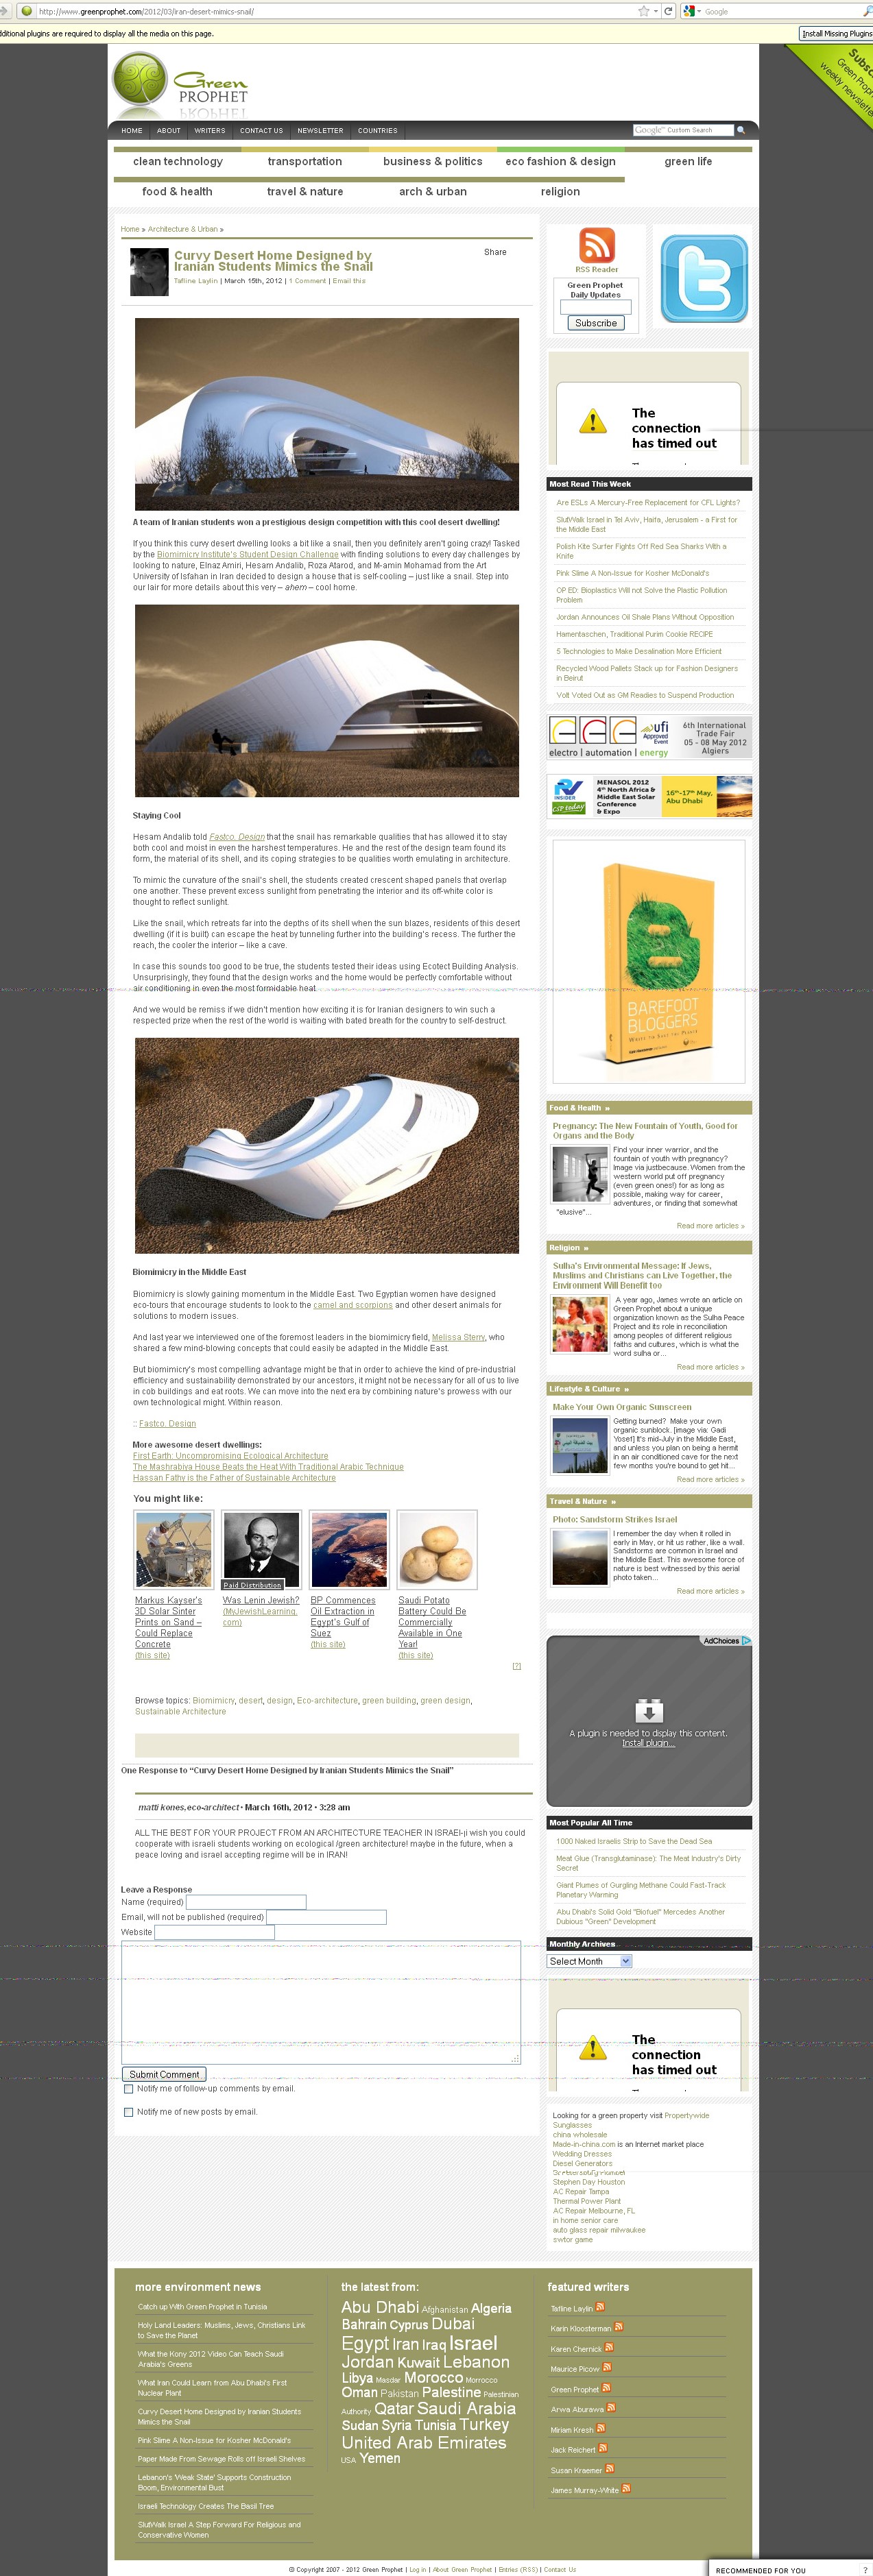 http://www.greenprophet.com/2012/03/iran-desert-mimics-snail/
Google
ditional plugins are required to display all the media on this page.
Install Missing Plugins
Green
PROPHET
Green Proph
weekly newslette
HOME
ABOUT
WRITERS
CONTACT US
NEWSLETTER
COUNTRIES
Google™ Custom Search
clean technology
transportation
business & politics
eco fashion & design
green life
food & health
travel & nature
arch & urban
religion
Home » Architecture & Urban »
Curvy Desert Home Designed by
Iranian Students Mimics the Snail
Tafline Laylin | March 15th, 2012 | 1 Comment | Email this
Share
A team of Iranian students won a prestigious design competition with this cool desert dwelling!
If you think this curvy desert dwelling looks a bit like a snail, then you definitely aren't going crazy! Tasked
by the Biomimicry Institute's Student Design Challenge with finding solutions to every day challenges by
looking to nature, Elnaz Amiri, Hesam Andalib, Roza Atarod, and M-amin Mohamad from the Art
University of Isfahan in Iran decided to design a house that is self-cooling – just like a snail. Step into
our lair for more details about this very – ahem – cool home.
Staying Cool
Hesam Andalib told Fastco. Design that the snail has remarkable qualities that has allowed it to stay
both cool and moist in even the harshest temperatures. He and the rest of the design team found its
form, the material of its shell, and its coping strategies to be qualities worth emulating in architecture.
To mimic the curvature of the snail's shell, the students created crescent shaped panels that overlap
one another. These prevent excess sunlight from penetrating the interior and its off-white color is
thought to reflect sunlight.
Like the snail, which retreats far into the depths of its shell when the sun blazes, residents of this desert
dwelling (if it is built) can escape the heat by tunneling further into the building's recess. The further the
reach, the cooler the interior – like a cave.
In case this sounds too good to be true, the students tested their ideas using Ecotect Building Analysis.
Unsurprisingly, they found that the design works and the home would be perfectly comfortable without
air conditioning in even the most formidable heat.
And we would be remiss if we didn't mention how exciting it is for Iranian designers to win such a
respected prize when the rest of the world is waiting with bated breath for the country to self-destruct.
Biomimicry in the Middle East
Biomimicry is slowly gaining momentum in the Middle East. Two Egyptian women have designed
eco-tours that encourage students to look to the camel and scorpions and other desert animals for
solutions to modern issues.
And last year we interviewed one of the foremost leaders in the biomimicry field, Melissa Sterry, who
shared a few mind-blowing concepts that could easily be adapted in the Middle East.
But biomimicry's most compelling advantage might be that in order to achieve the kind of pre-industrial
efficiency and sustainability demonstrated by our ancestors, it might not be necessary for all of us to live
in cob buildings and eat roots. We can move into the next era by combining nature's prowess with our
own technological might. Within reason.
:: Fastco. Design
More awesome desert dwellings:
First Earth: Uncompromising Ecological Architecture
The Mashrabiya House Beats the Heat With Traditional Arabic Technique
Hassan Fathy is the Father of Sustainable Architecture
You might like:
Markus Kayser's
3D Solar Sinter
Prints on Sand –
Could Replace
Concrete
(this site)
Paid Distribution
Was Lenin Jewish?
(MyJewishLearning.
com)
BP Commences
Oil Extraction in
Egypt's Gulf of
Suez
(this site)
Saudi Potato
Battery Could Be
Commercially
Available in One
Year!
(this site)
[?]
Browse topics: Biomimicry, desert, design, Eco-architecture, green building, green design,
Sustainable Architecture
One Response to “Curvy Desert Home Designed by Iranian Students Mimics the Snail”
matti kones,eco-architect • March 16th, 2012 • 3:28 am
ALL THE BEST FOR YOUR PROJECT FROM AN ARCHITECTURE TEACHER IN ISRAEL-ji wish you could
cooperate with israeli students working on ecological /green architecture! maybe in the future, when a
peace loving and israel accepting regime will be in IRAN!
Leave a Response
Name (required)
Email, will not be published (required)
Website
Submit Comment
Notify me of follow-up comments by email.
Notify me of new posts by email.
RSS Reader
Green Prophet
Daily Updates
Subscribe
The
connection
has timed out
Most Read This Week
Are ESLs A Mercury-Free Replacement for CFL Lights?
SlutWalk Israel in Tel Aviv, Haifa, Jerusalem - a First for
the Middle East
Polish Kite Surfer Fights Off Red Sea Sharks With a
Knife
Pink Slime A Non-Issue for Kosher McDonald's
OP ED: Bioplastics Will not Solve the Plastic Pollution
Problem
Jordan Announces Oil Shale Plans Without Opposition
Hamentaschen, Traditional Purim Cookie RECIPE
5 Technologies to Make Desalination More Efficient
Recycled Wood Pallets Stack up for Fashion Designers
in Beirut
Volt Voted Out as GM Readies to Suspend Production
ufi
Approved
Event
electro | automation | energy
6th International
Trade Fair
05 - 08 May 2012
Algiers
INSIDER
CSP today
MENASOL 2012
4th North Africa &
Middle East Solar
Conference
& Expo
16th-17th May,
Abu Dhabi
BAREFOOT
BLOGGERS
Food & Health »
Pregnancy: The New Fountain of Youth, Good for
Organs and the Body
Find your inner warrior, and the
fountain of youth with pregnancy?
Image via justbecause. Women from the
western world put off pregnancy
(even green ones!) for as long as
possible, making way for career,
adventures, or finding that somewhat
"elusive"...
Read more articles »
Religion »
Sulha's Environmental Message: If Jews,
Muslims and Christians can Live Together, the
Environment Will Benefit too
A year ago, James wrote an article on
Green Prophet about a unique
organization known as the Sulha Peace
Project and its role in reconciliation
among peoples of different religious
faiths and cultures, which is what the
word sulha or...
Read more articles »
Lifestyle & Culture »
Make Your Own Organic Sunscreen
Getting burned? Make your own
organic sunblock. [image via: Gadi
Yosef] It's mid-July in the Middle East,
and unless you plan on being a hermit
in an air conditioned cave for the next
few months you're bound to get hit...
Read more articles »
Travel & Nature »
Photo: Sandstorm Strikes Israel
I remember the day when it rolled in
early in May, or hit us rather, like a wall.
Sandstorms are common in Israel and
the Middle East. This awesome force of
nature is best witnessed by this aerial
photo taken...
Read more articles »
AdChoices
A plugin is needed to display this content.
Install plugin...
Most Popular All Time
1000 Naked Israelis Strip to Save the Dead Sea
Meat Glue (Transglutaminase): The Meat Industry's Dirty
Secret
Giant Plumes of Gurgling Methane Could Fast-Track
Planetary Warming
Abu Dhabi's Solid Gold "Biofuel" Mercedes Another
Dubious "Green" Development
Monthly Archives
Select Month
The
connection
has timed out
Looking for a green property visit Propertywide
Sunglasses
china wholesale
Made-in-china.com is an Internet market place
Wedding Dresses
Diesel Generators
Stephen Day Houston
AC Repair Tampa
Thermal Power Plant
AC Repair Melbourne, FL
in home senior care
auto glass repair milwaukee
swtor game
more environment news
Catch up With Green Prophet in Tunisia
Holy Land Leaders: Muslims, Jews, Christians Link
to Save the Planet
What the Kony 2012 Video Can Teach Saudi
Arabia's Greens
What Iran Could Learn from Abu Dhabi's First
Nuclear Plant
Curvy Desert Home Designed by Iranian Students
Mimics the Snail
Pink Slime A Non-Issue for Kosher McDonald's
Paper Made From Sewage Rolls off Israeli Shelves
Lebanon's 'Weak State' Supports Construction
Boom, Environmental Bust
Israeli Technology Creates The Basil Tree
SlutWalk Israel A Step Forward For Religious and
Conservative Women
the latest from:
Abu Dhabi Afghanistan Algeria
Bahrain Cyprus Dubai
Egypt Iran Iraq Israel
Jordan Kuwait Lebanon
Libya Masdar Morocco Morrocco
Oman Pakistan Palestine Palestinian
Authority Qatar Saudi Arabia
Sudan Syria Tunisia Turkey
United Arab Emirates
USA Yemen
featured writers
Tafline Laylin
Karin Kloosterman
Karen Chernick
Maurice Picow
Green Prophet
Arwa Aburawa
Miriam Kresh
Jack Reichert
Susan Kraemer
James Murray-White
© Copyright 2007 - 2012 Green Prophet | Log in | About Green Prophet | Entries (RSS) | Contact Us
RECOMMENDED FOR YOU
?